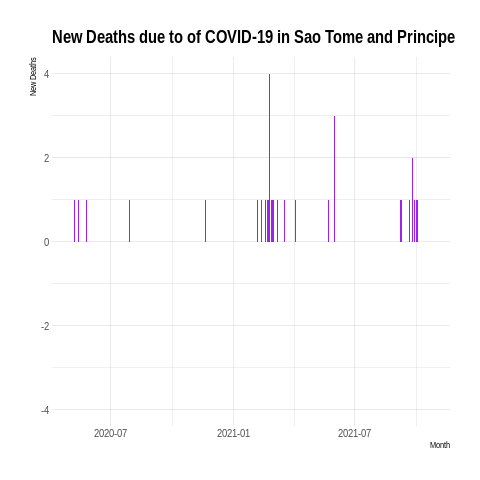 New Deaths due to of COVID-19 in Sao Tome and Principe
New Deaths
4
2
0
-2
-4
2020-07 2021-01 2021-07
Month